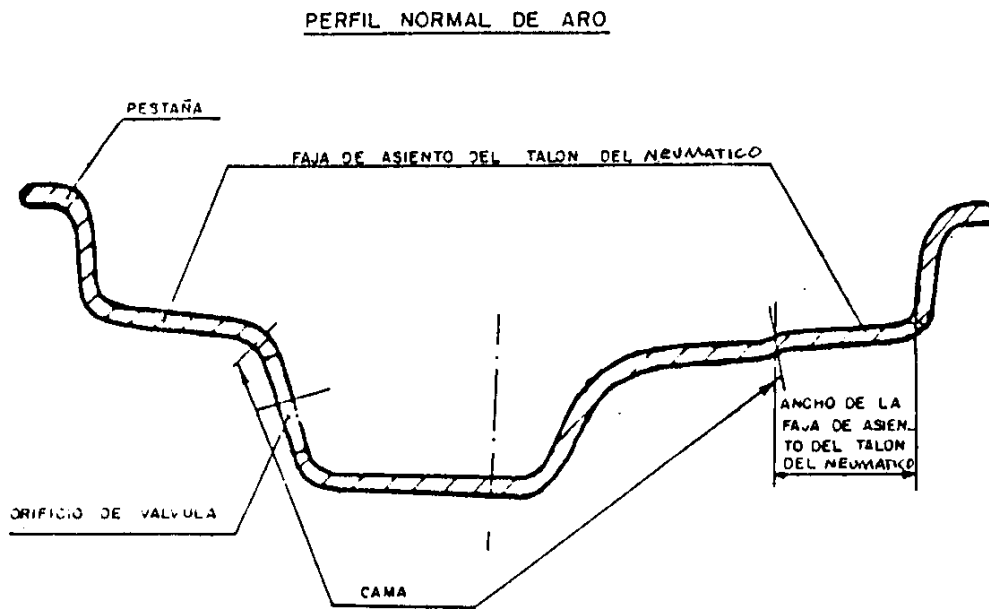 PERFIL NORMAL DE ARO
PESTAÑA
FAJA DE ASIENTO DEL TALON DEL NEUMATICO
ANCHO DE LA
FAJA DE ASIEN_
TO DEL TALON
DEL NEUMATICO
ORIFICIO DE VALVULA
CAMA